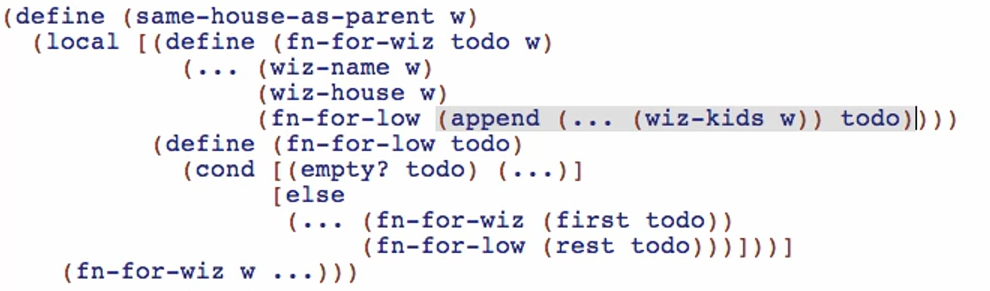 (define (same-house-as-parent w)
  (local [(define (fn-for-wiz todo w)
            (... (wiz-name w)
                 (wiz-house w)
                 (fn-for-low (append (... (wiz-kids w)) todo))))
          (define (fn-for-low todo)
            (cond [(empty? todo) (...)]
                  [else
                   (... (fn-for-wiz (first todo))
                        (fn-for-low (rest todo)))]))]
    (fn-for-wiz w ...)))